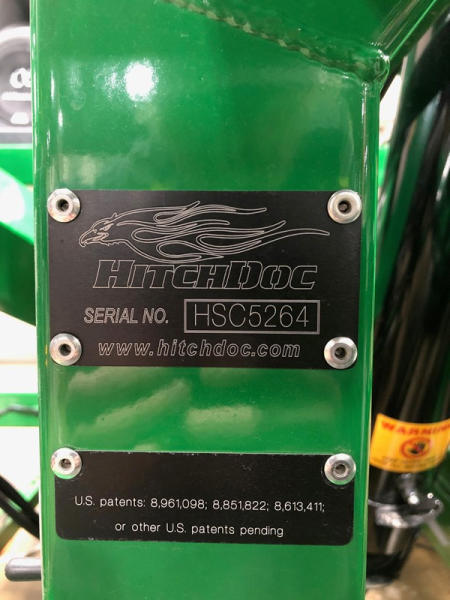 HITCHDOC
SERIAL NO. HSC5264
www.hitchdoc.com
WARNING
U.S. patents: 8,961,098; 8,851,822; 8,613,411;
or other U.S. patents pending